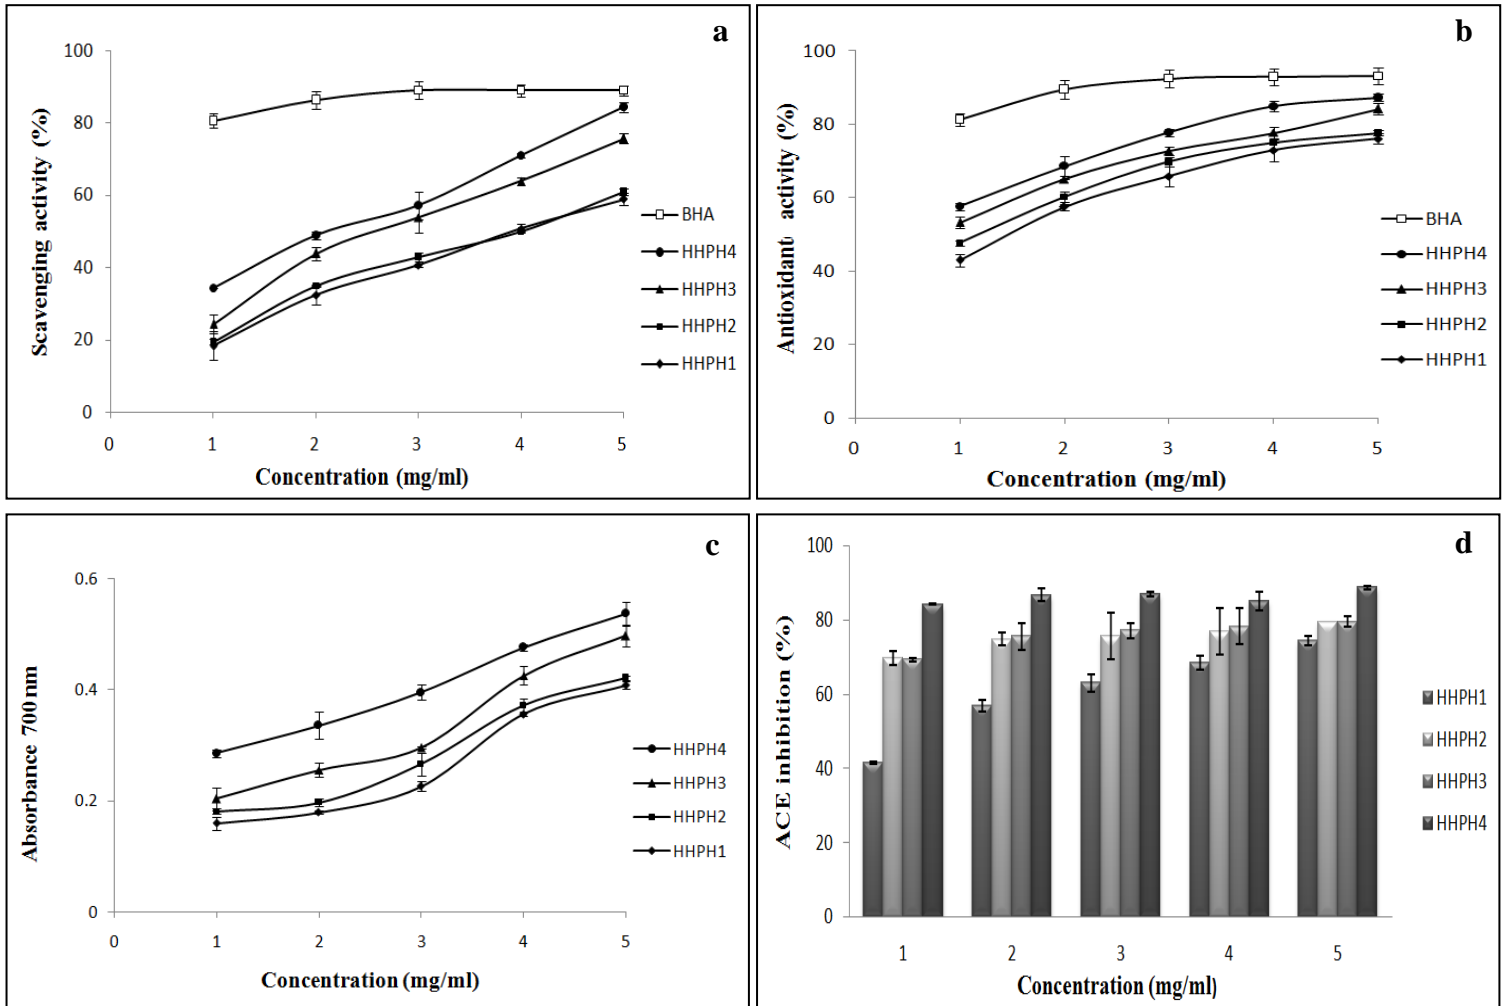 a
100
80
60
40
20
0
0 1 2 3 4 5
Scavenging activity (%)
Concentration (mg/ml)
BHA
HHPH4
HHPH3
HHPH2
HHPH1
b
100
80
60
40
20
0
0 1 2 3 4 5
Antioxidant activity (%)
Concentration (mg/ml)
BHA
HHPH4
HHPH3
HHPH2
HHPH1
c
0.6
0.4
0.2
0
0 1 2 3 4 5
Absorbance 700 nm
Concentration (mg/ml)
HHPH4
HHPH3
HHPH2
HHPH1
d
100
80
60
40
20
0
1 2 3 4 5
ACE inhibition (%)
Concentration (mg/ml)
HHPH1
HHPH2
HHPH3
HHPH4